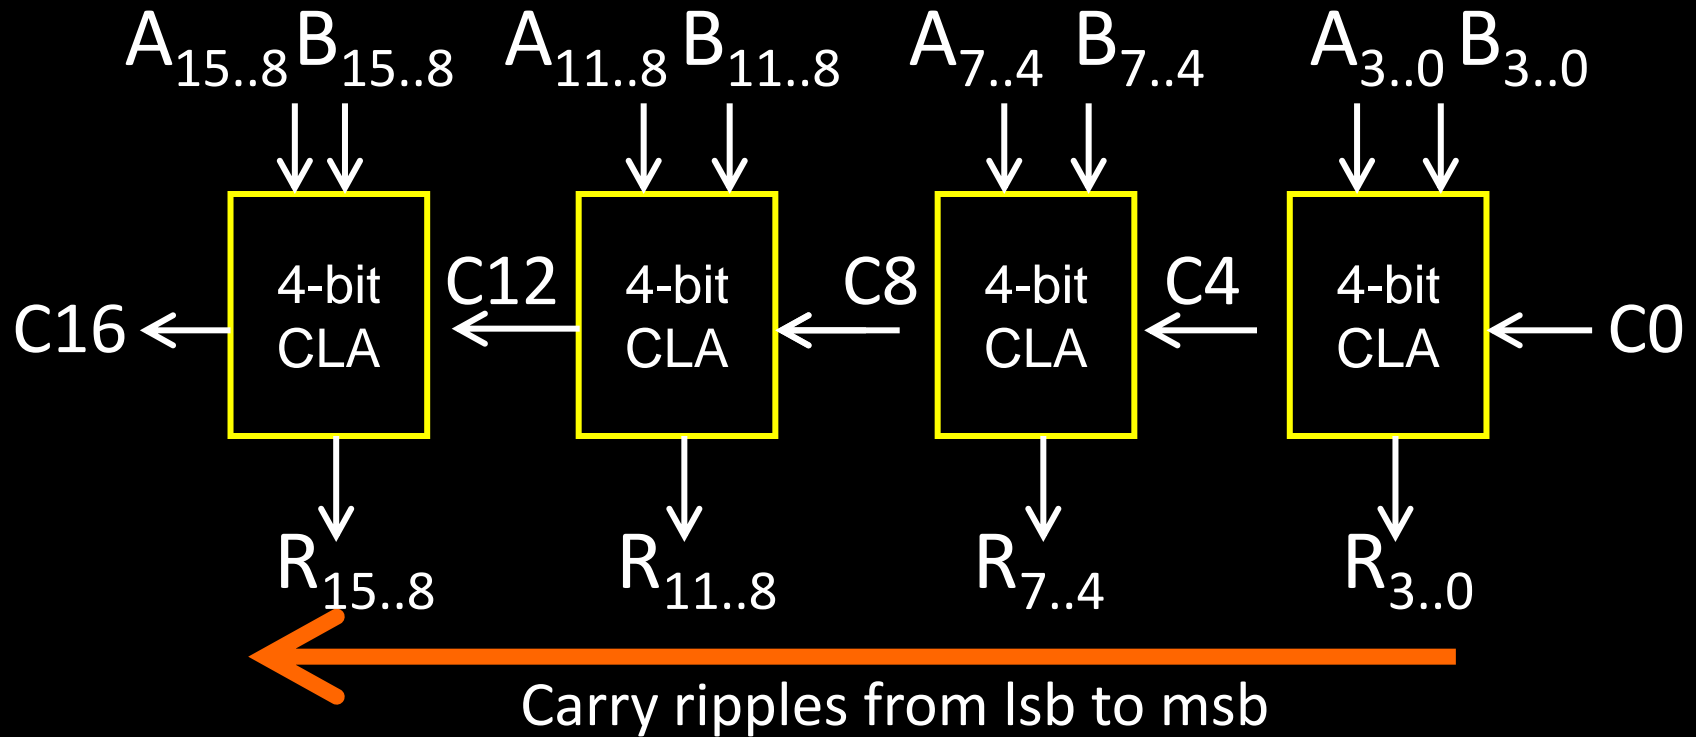 A15..8 B15..8 A11..8 B11..8 A7..4 B7..4 A3..0 B3..0
C16 4-bit CLA C12 4-bit CLA C8 4-bit CLA C4 4-bit CLA C0
R15..8 R11..8 R7..4 R3..0
Carry ripples from lsb to msb